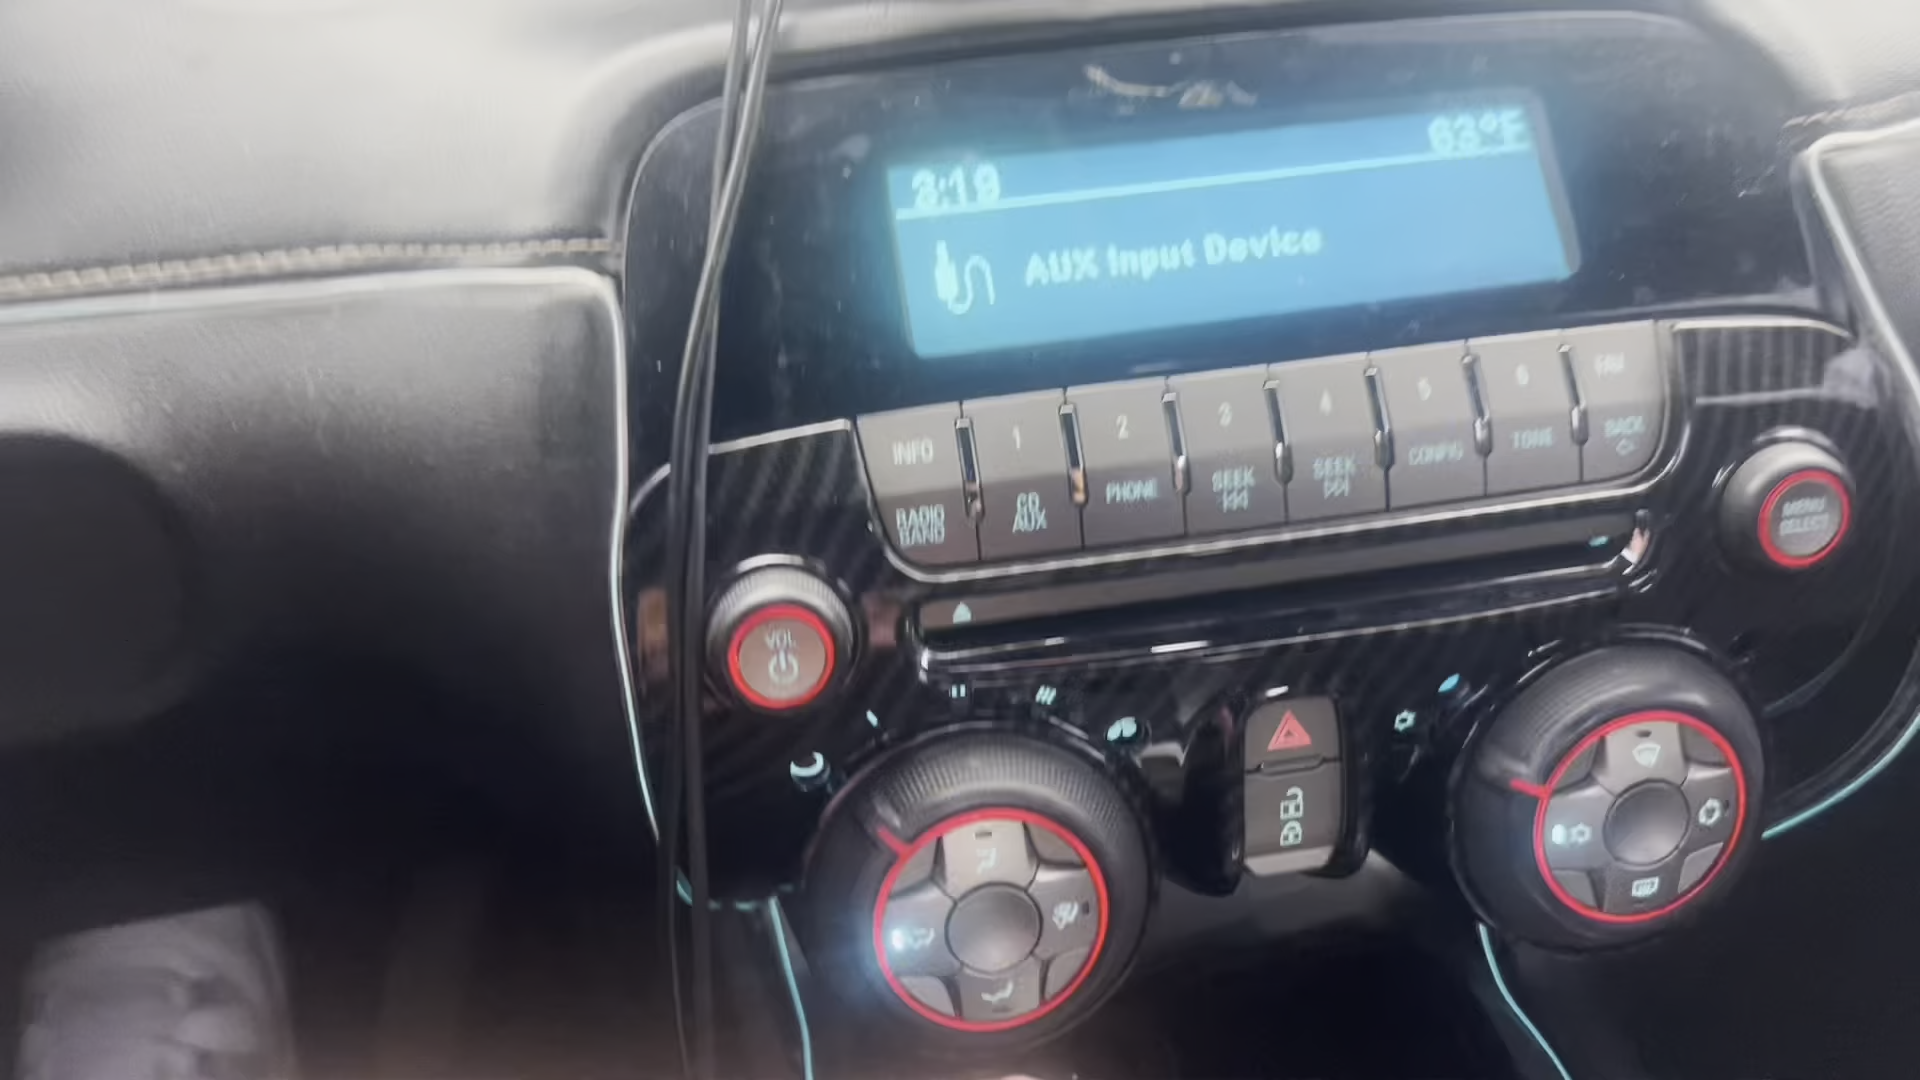 3:19 63°F
AUX Input Device
INFO 1 2 3 4 5 6 FAV
RADIO BAND CD AUX PHONE SEEK SEEK CONFIG TONE BACK
MENU SELECT
VOL